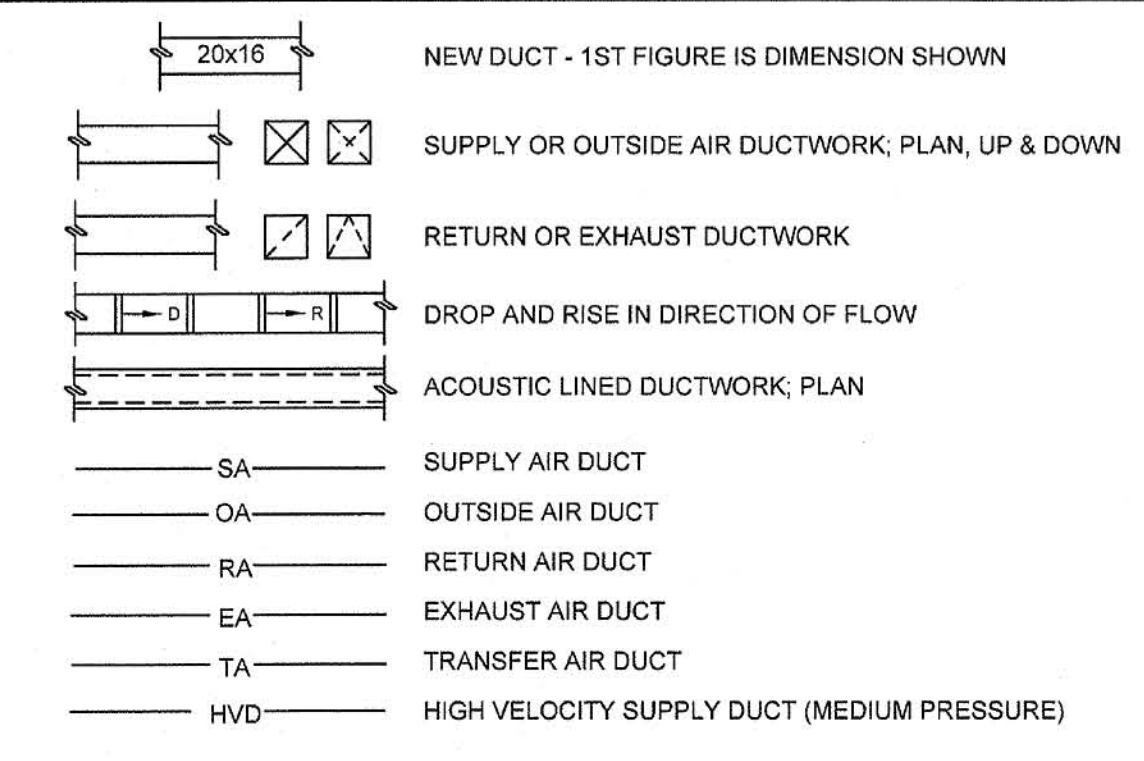 20x16 NEW DUCT - 1ST FIGURE IS DIMENSION SHOWN
SUPPLY OR OUTSIDE AIR DUCTWORK; PLAN, UP & DOWN
RETURN OR EXHAUST DUCTWORK
D R DROP AND RISE IN DIRECTION OF FLOW
ACOUSTIC LINED DUCTWORK; PLAN
SA SUPPLY AIR DUCT
OA OUTSIDE AIR DUCT
RA RETURN AIR DUCT
EA EXHAUST AIR DUCT
TA TRANSFER AIR DUCT
HVD HIGH VELOCITY SUPPLY DUCT (MEDIUM PRESSURE)